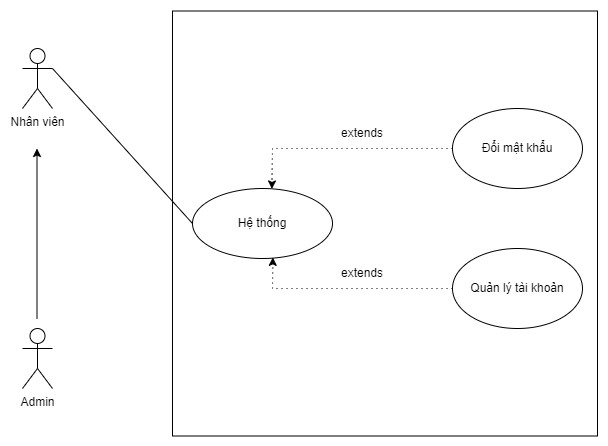 Nhân viên
extends
Đổi mật khẩu
Hệ thống
extends
Quản lý tài khoản
Admin